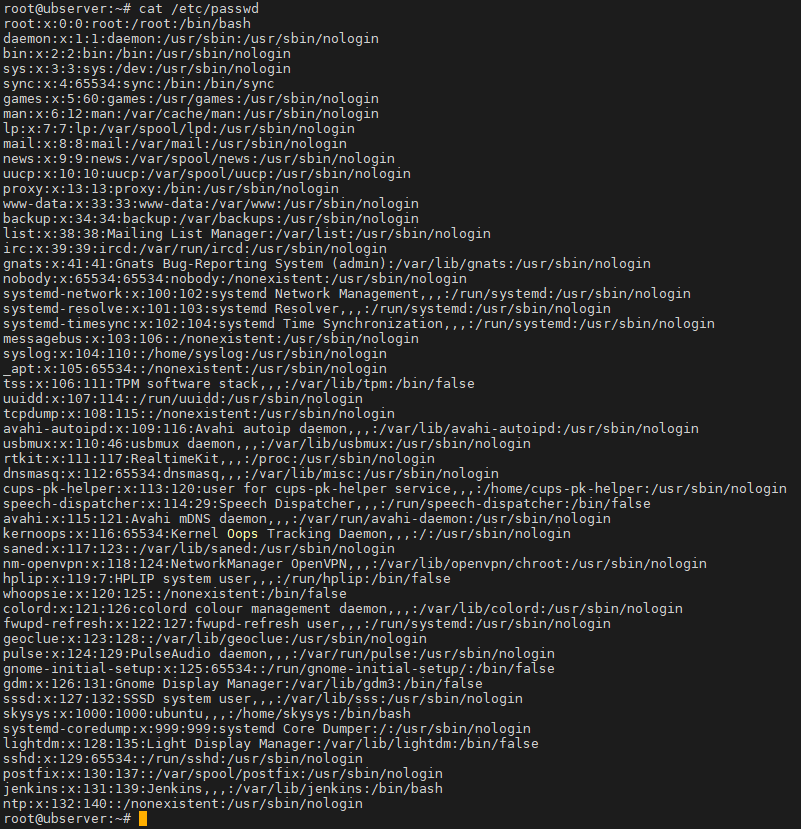 root@ubserver:~# cat /etc/passwd
root:x:0:0:root:/root:/bin/bash
daemon:x:1:1:daemon:/usr/sbin:/usr/sbin/nologin
bin:x:2:2:bin:/bin:/usr/sbin/nologin
sys:x:3:3:sys:/dev:/usr/sbin/nologin
sync:x:4:65534:sync:/bin:/bin/sync
games:x:5:60:games:/usr/games:/usr/sbin/nologin
man:x:6:12:man:/var/cache/man:/usr/sbin/nologin
lp:x:7:7:lp:/var/spool/lpd:/usr/sbin/nologin
mail:x:8:8:mail:/var/mail:/usr/sbin/nologin
news:x:9:9:news:/var/spool/news:/usr/sbin/nologin
uucp:x:10:10:uucp:/var/spool/uucp:/usr/sbin/nologin
proxy:x:13:13:proxy:/bin:/usr/sbin/nologin
www-data:x:33:33:www-data:/var/www:/usr/sbin/nologin
backup:x:34:34:backup:/var/backups:/usr/sbin/nologin
list:x:38:38:Mailing List Manager:/var/list:/usr/sbin/nologin
irc:x:39:39:ircd:/var/run/ircd:/usr/sbin/nologin
gnats:x:41:41:Gnats Bug-Reporting System (admin):/var/lib/gnats:/usr/sbin/nologin
nobody:x:65534:65534:nobody:/nonexistent:/usr/sbin/nologin
systemd-network:x:100:102:systemd Network Management,,,:/run/systemd:/usr/sbin/nologin
systemd-resolve:x:101:103:systemd Resolver,,,:/run/systemd:/usr/sbin/nologin
systemd-timesync:x:102:104:systemd Time Synchronization,,,:/run/systemd:/usr/sbin/nologin
messagebus:x:103:106::/nonexistent:/usr/sbin/nologin
syslog:x:104:110::/home/syslog:/usr/sbin/nologin
_apt:x:105:65534::/nonexistent:/usr/sbin/nologin
tss:x:106:111:TPM software stack,,,:/var/lib/tpm:/bin/false
uuidd:x:107:114::/run/uuidd:/usr/sbin/nologin
tcpdump:x:108:115::/nonexistent:/usr/sbin/nologin
avahi-autoipd:x:109:116:Avahi autoip daemon,,,:/var/lib/avahi-autoipd:/usr/sbin/nologin
usbmux:x:110:46:usbmux daemon,,,:/var/lib/usbmux:/usr/sbin/nologin
rtkit:x:111:117:RealtimeKit,,,:/proc:/usr/sbin/nologin
dnsmasq:x:112:65534:dnsmasq,,,:/var/lib/misc:/usr/sbin/nologin
cups-pk-helper:x:113:120:user for cups-pk-helper service,,,:/home/cups-pk-helper:/usr/sbin/nologin
speech-dispatcher:x:114:29:Speech Dispatcher,,,:/run/speech-dispatcher:/bin/false
avahi:x:115:121:Avahi mDNS daemon,,,:/var/run/avahi-daemon:/usr/sbin/nologin
kernoops:x:116:65534:Kernel Oops Tracking Daemon,,,:/:/usr/sbin/nologin
saned:x:117:123::/var/lib/saned:/usr/sbin/nologin
nm-openvpn:x:118:124:NetworkManager OpenVPN,,,:/var/lib/openvpn/chroot:/usr/sbin/nologin
hplip:x:119:7:HPLIP system user,,,:/run/hplip:/bin/false
whoopsie:x:120:125::/nonexistent:/bin/false
colord:x:121:126:colord colour management daemon,,,:/var/lib/colord:/usr/sbin/nologin
fwupd-refresh:x:122:127:fwupd-refresh user,,,:/run/systemd:/usr/sbin/nologin
geoclue:x:123:128::/var/lib/geoclue:/usr/sbin/nologin
pulse:x:124:129:PulseAudio daemon,,,:/var/run/pulse:/usr/sbin/nologin
gnome-initial-setup:x:125:65534::/run/gnome-initial-setup/:/bin/false
gdm:x:126:131:Gnome Display Manager:/var/lib/gdm3:/bin/false
sssd:x:127:132:SSSD system user,,,:/var/lib/sss:/usr/sbin/nologin
skysys:x:1000:1000:ubuntu,,,:/home/skysys:/bin/bash
systemd-coredump:x:999:999:systemd Core Dumper:/:/usr/sbin/nologin
lightdm:x:128:135:Light Display Manager:/var/lib/lightdm:/bin/false
sshd:x:129:65534::/run/sshd:/usr/sbin/nologin
postfix:x:130:137::/var/spool/postfix:/usr/sbin/nologin
jenkins:x:131:139:Jenkins,,,:/var/lib/jenkins:/bin/bash
ntp:x:132:140::/nonexistent:/usr/sbin/nologin
root@ubserver:~#